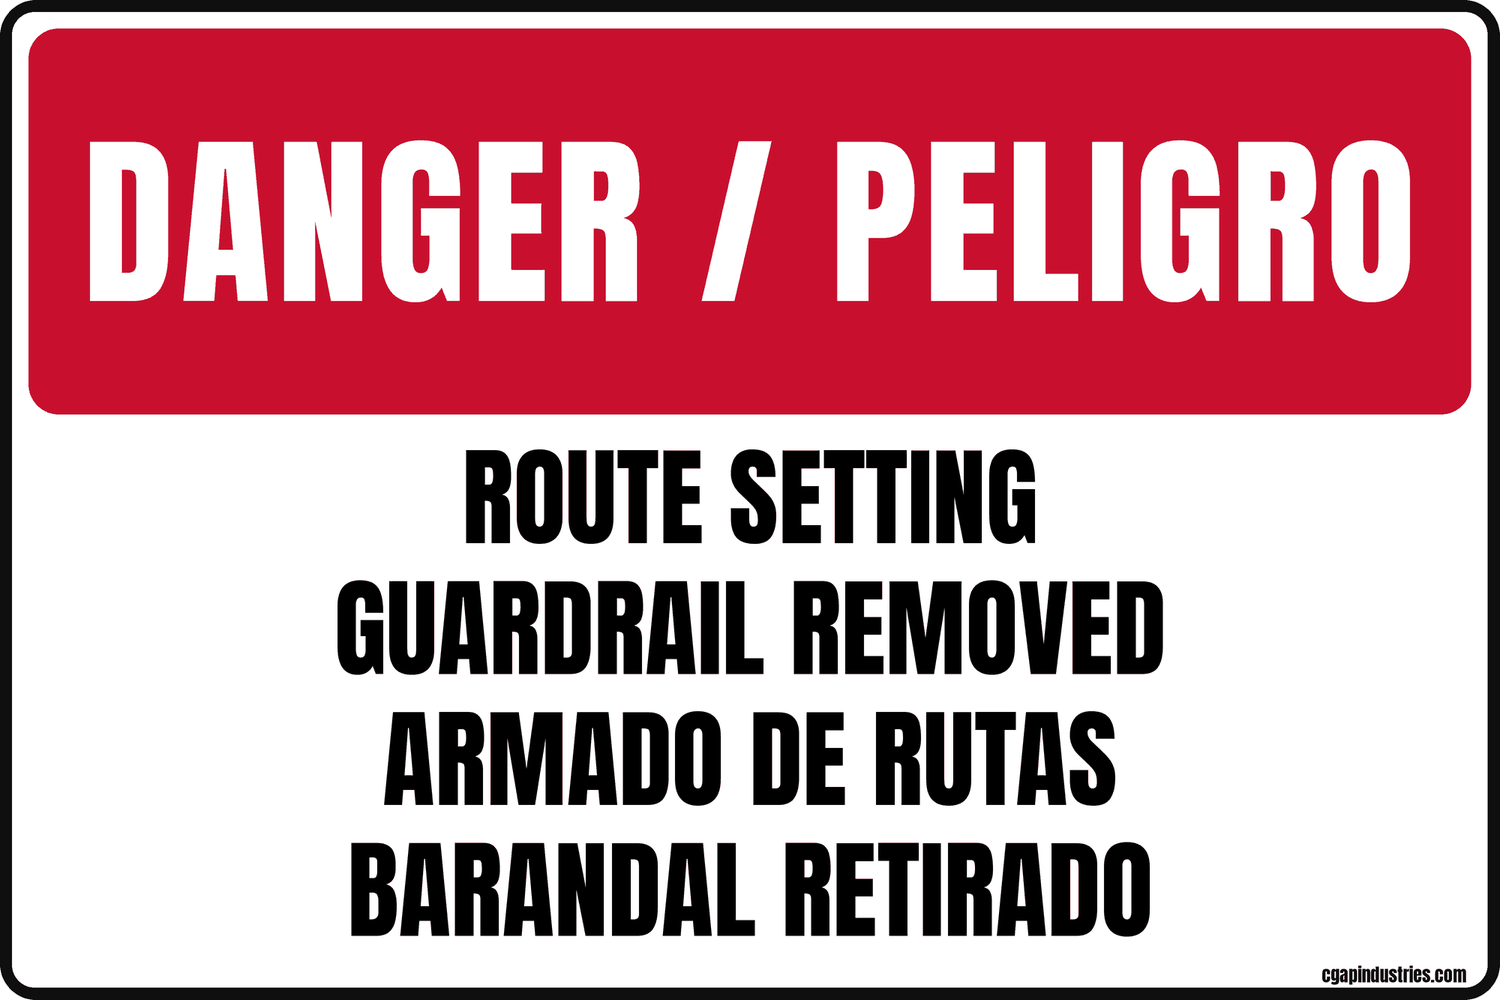 DANGER / PELIGRO
ROUTE SETTING
GUARDRAIL REMOVED
ARMADO DE RUTAS
BARANDAL RETIRADO
cgapindustries.com